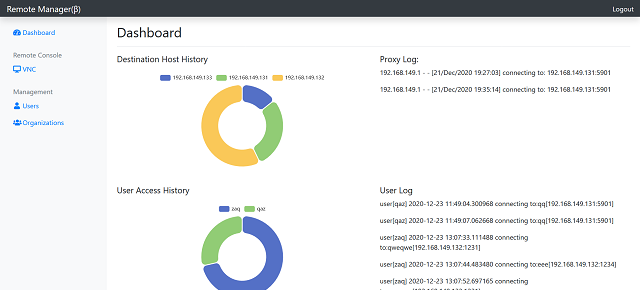 Remote Manager(β)
Logout
Dashboard
Remote Console
VNC
Management
Users
Organizations
Dashboard
Destination Host History
192.168.149.133 192.168.149.131 192.168.149.132
Proxy Log:
192.168.149.1 - - [21/Dec/2020 19:27:03] connecting to: 192.168.149.131:5901
192.168.149.1 - - [21/Dec/2020 19:35:14] connecting to: 192.168.149.131:5901
User Access History
zaq qaz
User Log
user[qaz] 2020-12-23 11:49:04.300968 connecting to:qq[192.168.149.131:5901]
user[qaz] 2020-12-23 11:49:07.062668 connecting to:qq[192.168.149.131:5901]
user[zaq] 2020-12-23 13:07:33.111488 connecting
to:qweqwe[192.168.149.132:1231]
user[zaq] 2020-12-23 13:07:44.483480 connecting to:eee[192.168.149.132:1234]
user[zaq] 2020-12-23 13:07:52.697165 connecting